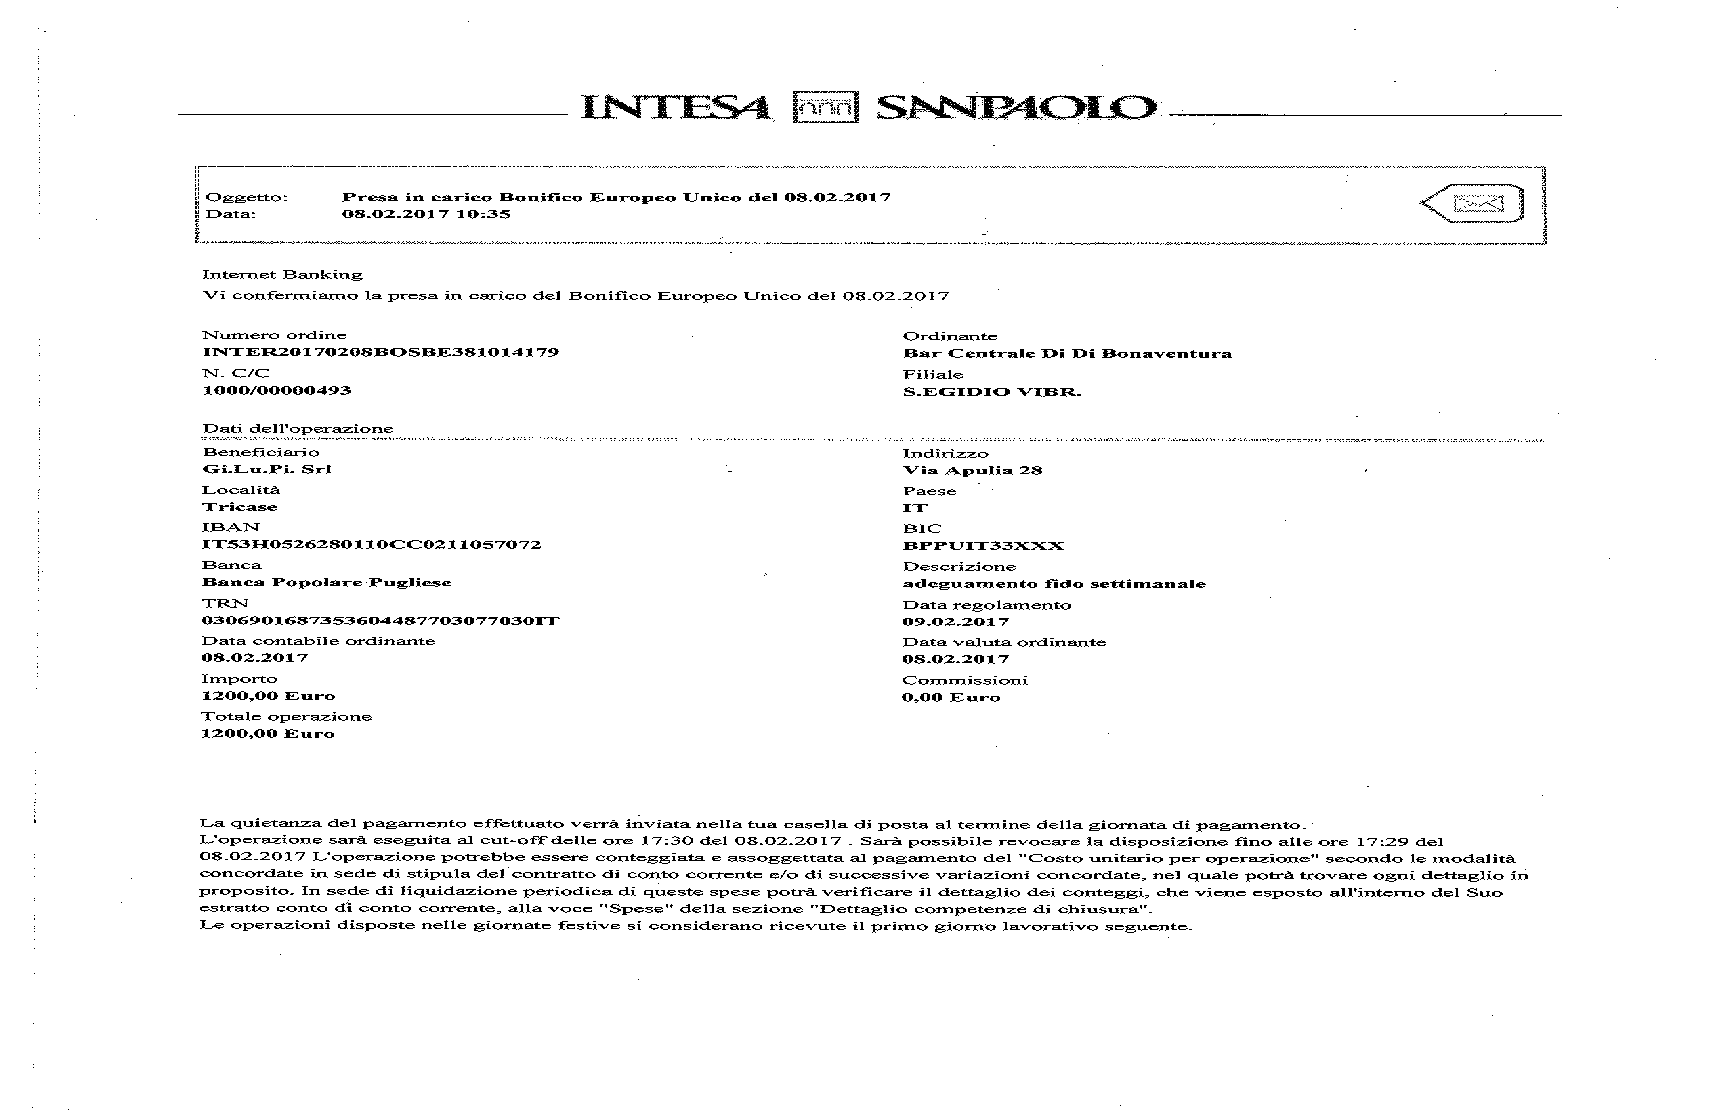 INTESA SANPAOLO
Oggetto: Presa in carico Bonifico Europeo Unico del 08.02.2017
Data: 08.02.2017 10:35
Internet Banking
Vi confermiamo la presa in carico del Bonifico Europeo Unico del 08.02.2017
Numero ordine
INTER20170208BOSBE381014179
Ordinante
Bar Centrale Di Di Bonaventura
N. C/C
1000/00000493
Filiale
S.EGIDIO VIBR.
Dati dell'operazione
Beneficiario
Gi.Lu.Pi. Srl
Indirizzo
Via Apulia 28
Località
Tricase
Paese
IT
IBAN
IT53H0526280110CC0211057072
BIC
BPPUIT33XXX
Banca
Banca Popolare Pugliese
Descrizione
adeguamento fido settimanale
TRN
0306901687353604487703077030IT
Data regolamento
09.02.2017
Data contabile ordinante
08.02.2017
Data valuta ordinante
08.02.2017
Importo
1200,00 Euro
Commissioni
0,00 Euro
Totale operazione
1200,00 Euro
La quietanza del pagamento effettuato verrà inviata nella tua casella di posta al termine della giornata di pagamento.
L'operazione sarà eseguita al cut-off delle ore 17:30 del 08.02.2017 . Sarà possibile revocare la disposizione fino alle ore 17:29 del
08.02.2017 L'operazione potrebbe essere conteggiata e assoggettata al pagamento del "Costo unitario per operazione" secondo le modalità
concordate in sede di stipula del contratto di conto corrente e/o di successive variazioni concordate, nel quale potrà trovare ogni dettaglio in
proposito. In sede di liquidazione periodica di queste spese potrà verificare il dettaglio dei conteggi, che viene esposto all'interno del Suo
estratto conto di conto corrente, alla voce "Spese" della sezione "Dettaglio competenze di chiusura".
Le operazioni disposte nelle giornate festive si considerano ricevute il primo giorno lavorativo seguente.